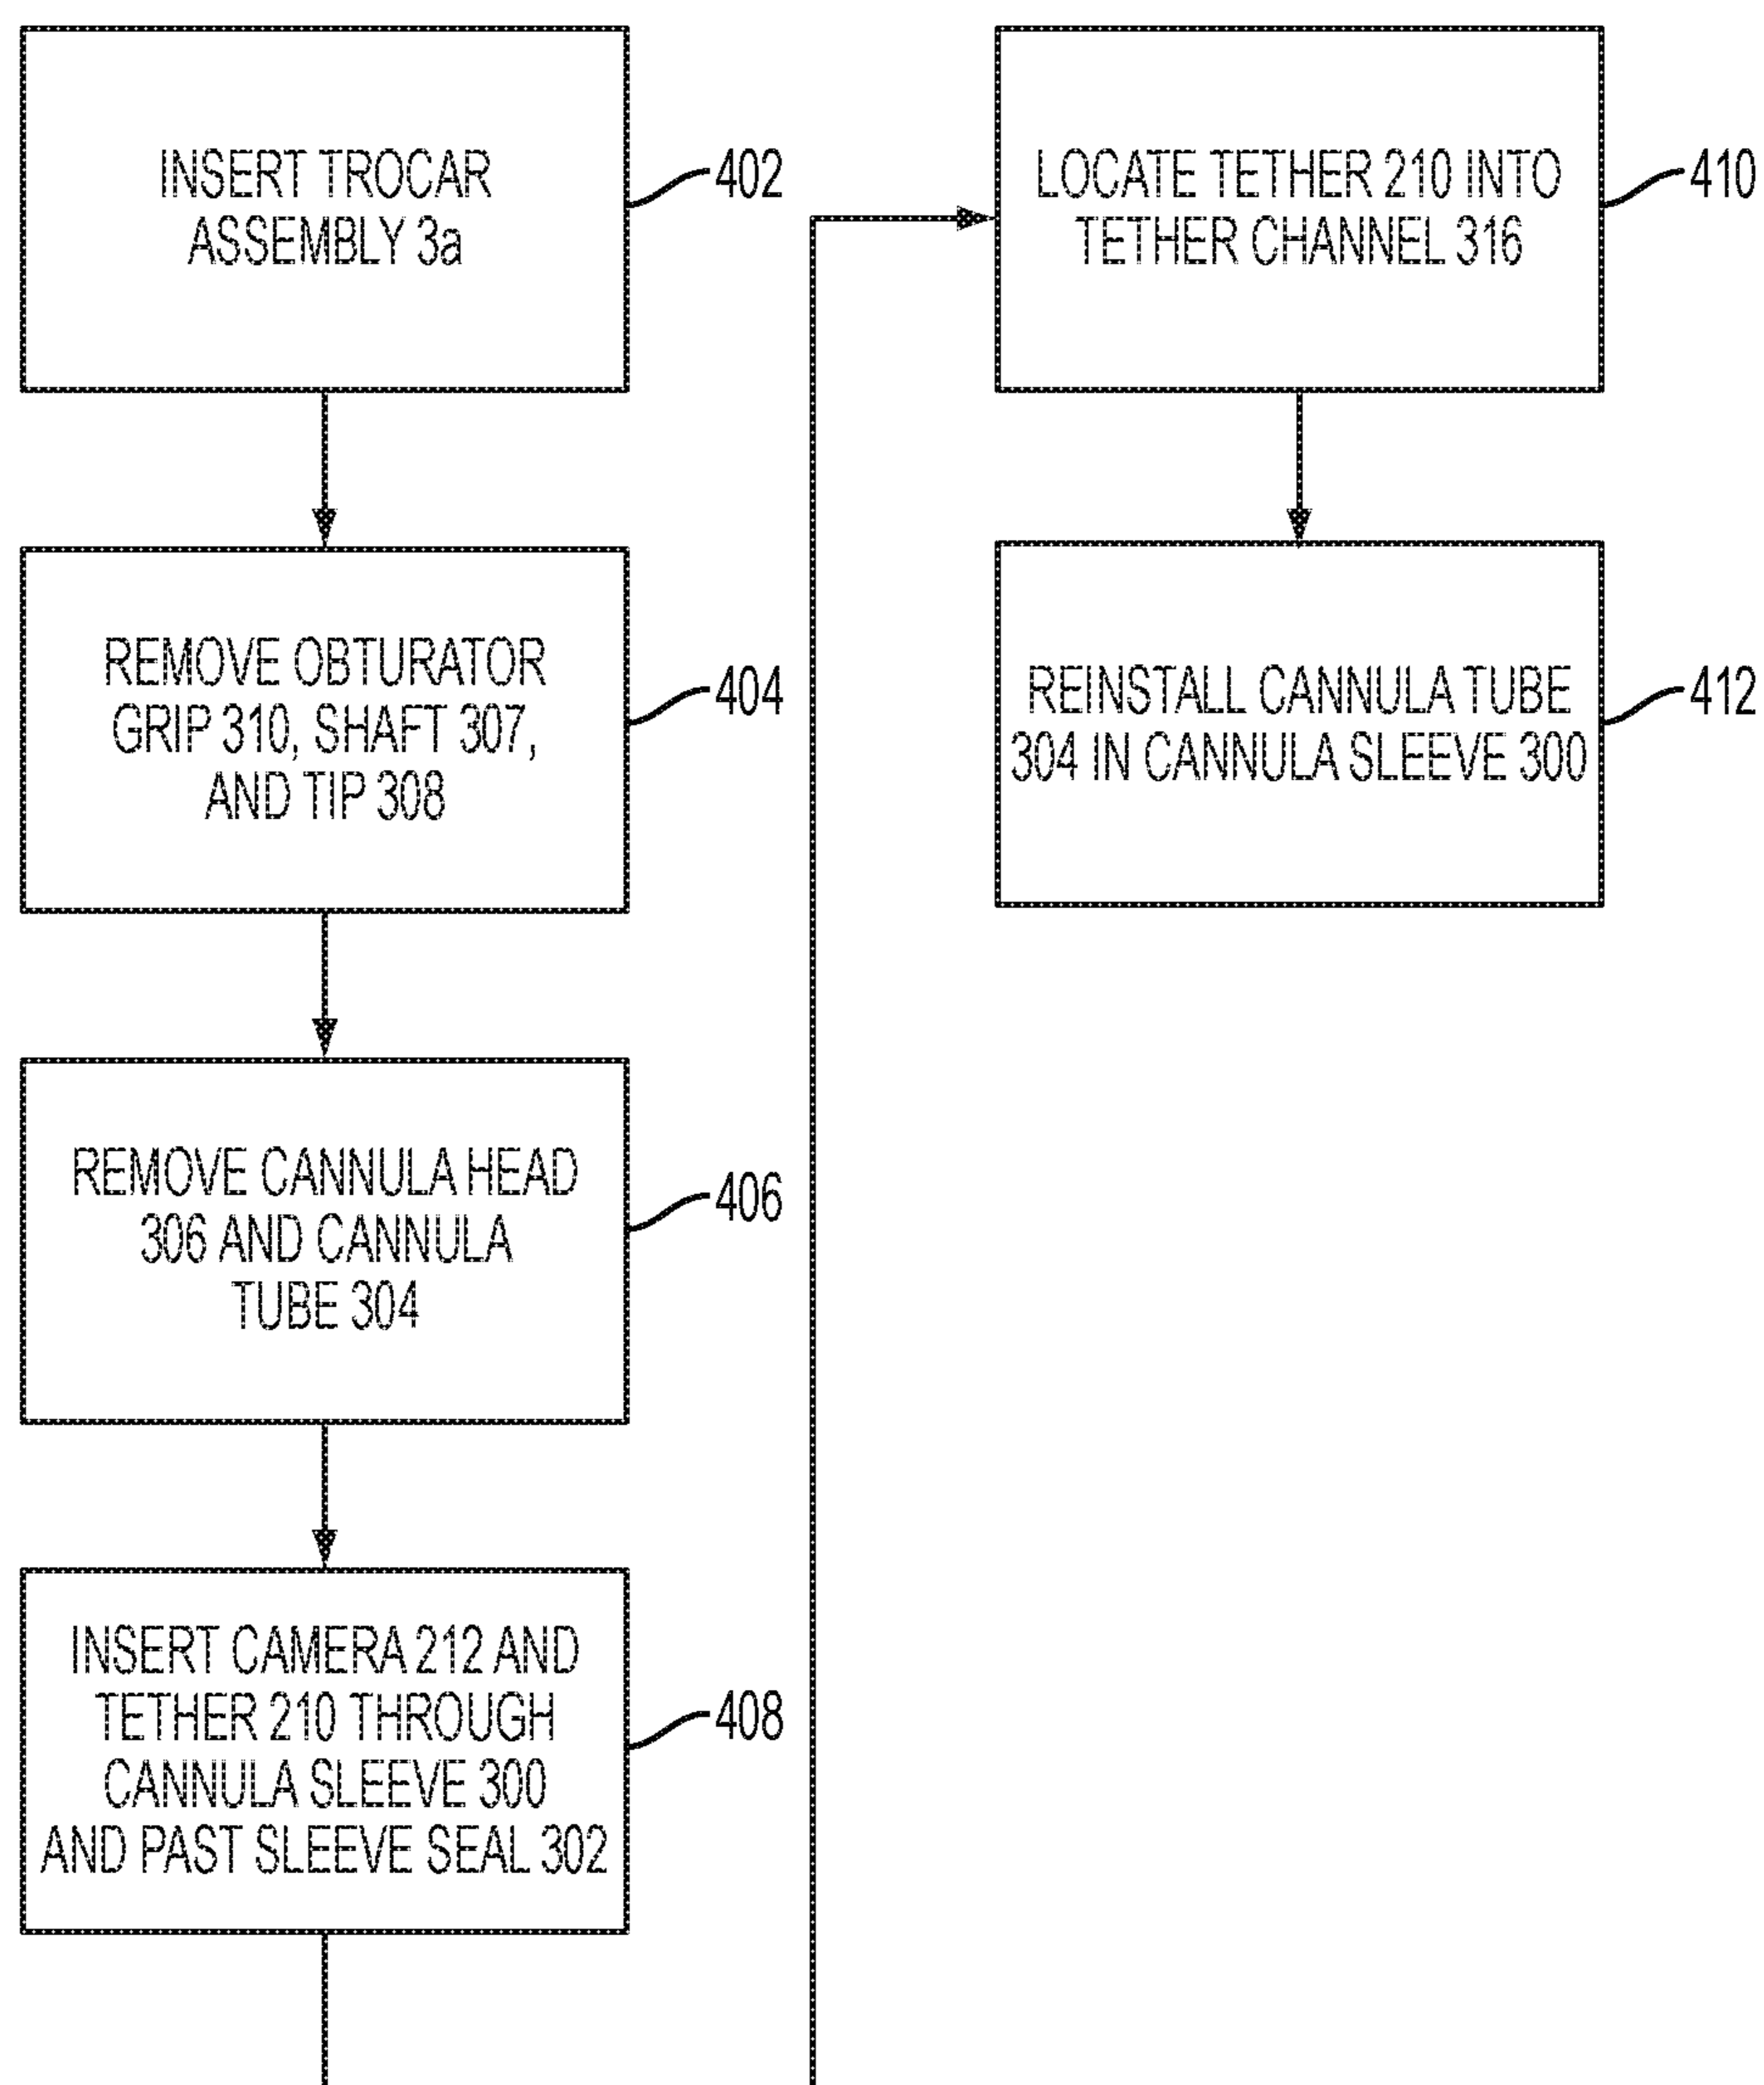 INSERT TROCAR
ASSEMBLY 3a
402
REMOVE OBTURATOR
GRIP 310, SHAFT 307,
AND TIP 308
404
REMOVE CANNULA HEAD
306 AND CANNULA
TUBE 304
406
INSERT CAMERA 212 AND
TETHER 210 THROUGH
CANNULA SLEEVE 300
AND PAST SLEEVE SEAL 302
408
LOCATE TETHER 210 INTO
TETHER CHANNEL 316
410
REINSTALL CANNULA TUBE
304 IN CANNULA SLEEVE 300
412